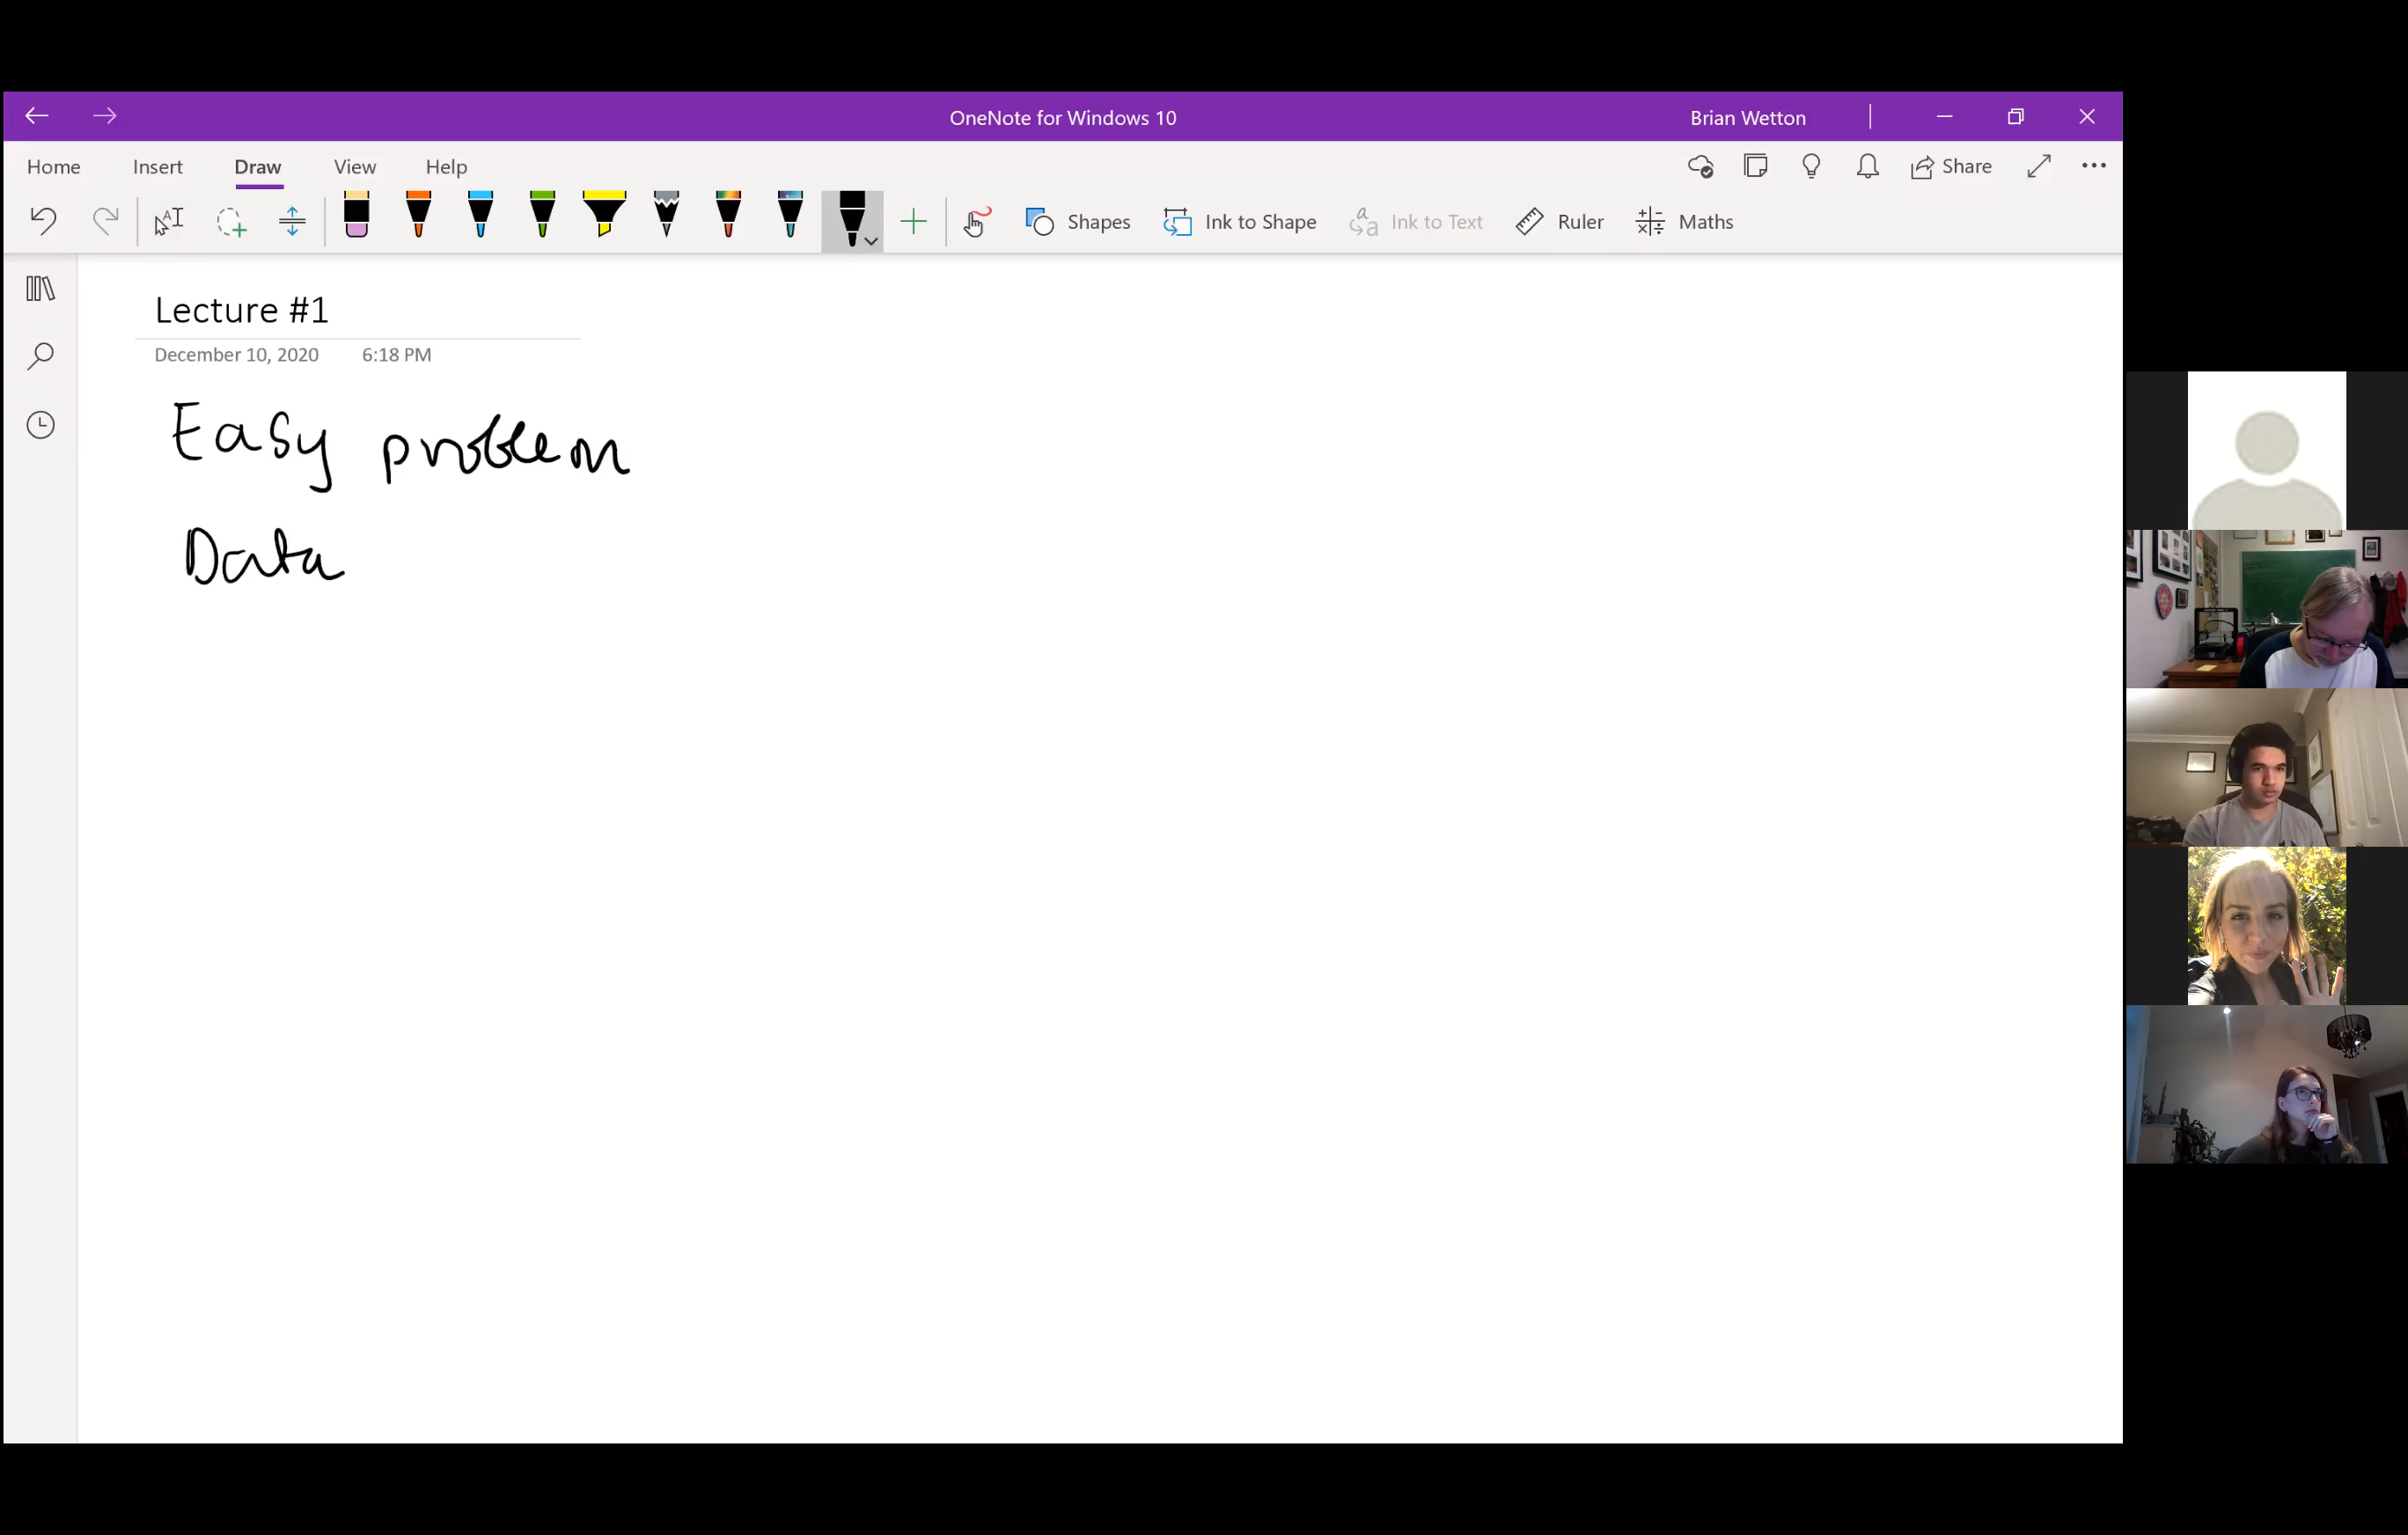 OneNote for Windows 10
Brian Wetton
Home Insert Draw View Help
Share
Shapes Ink to Shape Ink to Text Ruler Maths
Lecture #1
December 10, 2020 6:18 PM
Easy problem
Data